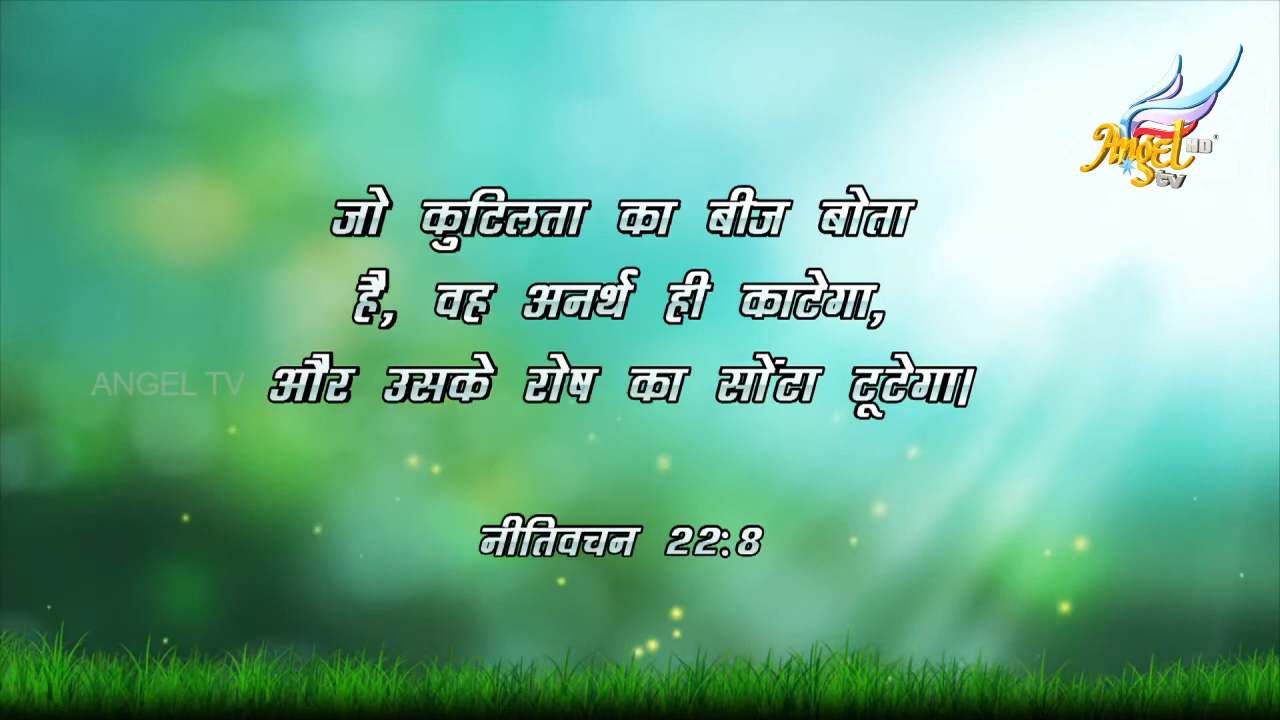 Angel HD
tv
जो कुटिलता का बीज बोता
है, वह अनर्थ ही काटेगा,
ANGEL TV
और उसके रोष का सोंटा टूटेगा।
नीतिवचन 22:8